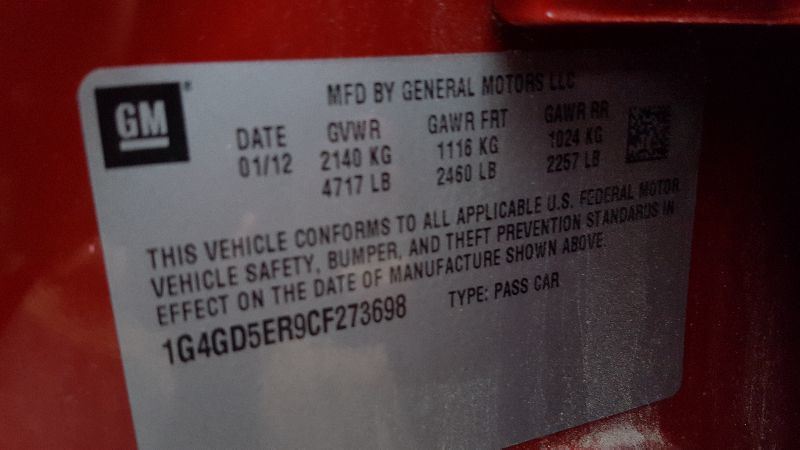 GM
MFD BY GENERAL MOTORS LLC
DATE GVWR GAWR FRT GAWR RR
01/12 2140 KG 1116 KG 1024 KG
4717 LB 2460 LB 2257 LB
THIS VEHICLE CONFORMS TO ALL APPLICABLE U.S. FEDERAL MOTOR
VEHICLE SAFETY, BUMPER, AND THEFT PREVENTION STANDARDS IN
EFFECT ON THE DATE OF MANUFACTURE SHOWN ABOVE.
1G4GD5ER9CF273698 TYPE: PASS CAR